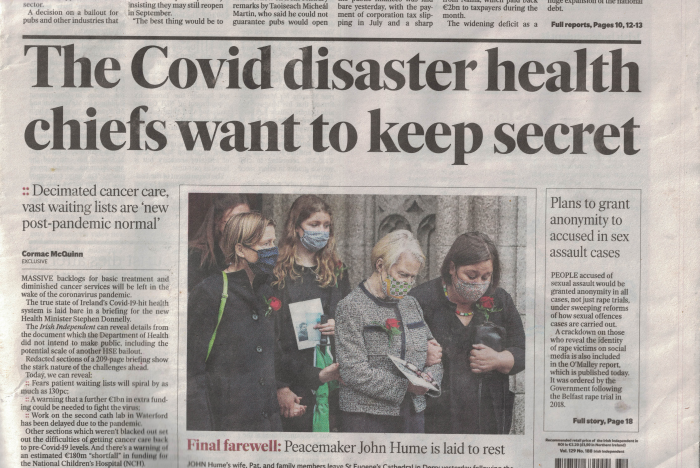 sector.
A decision on a bailout for
pubs and other industries that
insisting they may still reopen
in September.
"The best thing would be to
remarks by Taoiseach Micheál
Martin, who said he could not
guarantee pubs would open
bare yesterday, with the pay-
ment of corporation tax slip-
ping in July and a sharp
€2bn to taxpayers during the
month.
The widening deficit as a
debt.
Full reports, Pages 10, 12-13
The Covid disaster health
chiefs want to keep secret
:: Decimated cancer care,
vast waiting lists are ‘new
post-pandemic normal’
Cormac McQuinn
EXCLUSIVE
MASSIVE backlogs for basic treatment and
diminished cancer services will be left in the
wake of the coronavirus pandemic.
The true state of Ireland's Covid-19-hit health
system is laid bare in a briefing for the new
Health Minister Stephen Donnelly.
The Irish Independent can reveal details from
the document which the Department of Health
did not intend to make public, including the
potential scale of another HSE bailout.
Redacted sections of a 209-page briefing show
the stark nature of the challenges ahead.
Today, we can reveal:
:: Fears patient waiting lists will spiral by as
much as 130pc;
:: A warning that a further €1bn in extra fund-
ing could be needed to fight the virus;
:: Work on the second cath lab in Waterford
has been delayed due to the pandemic.
Other sections which weren't blacked out set
out the difficulties of getting cancer care back
to pre-Covid-19 levels. And there's a warning of
an estimated €180m "shortfall" in funding for
the National Children's Hospital (NCH).
Final farewell: Peacemaker John Hume is laid to rest
JOHN Hume's wife, Pat, and family members leave St Eugene's Cathedral in Derry yesterday following the
Plans to grant
anonymity to
accused in sex
assault cases
PEOPLE accused of
sexual assault would be
granted anonymity in all
cases, not just rape trials,
under sweeping reforms
of how sexual offences
cases are carried out.
A crackdown on those
who reveal the identity
of rape victims on social
media is also included
in the O'Malley report,
which is published today.
It was ordered by the
Government following
the Belfast rape trial in
2018.
Full story, Page 18